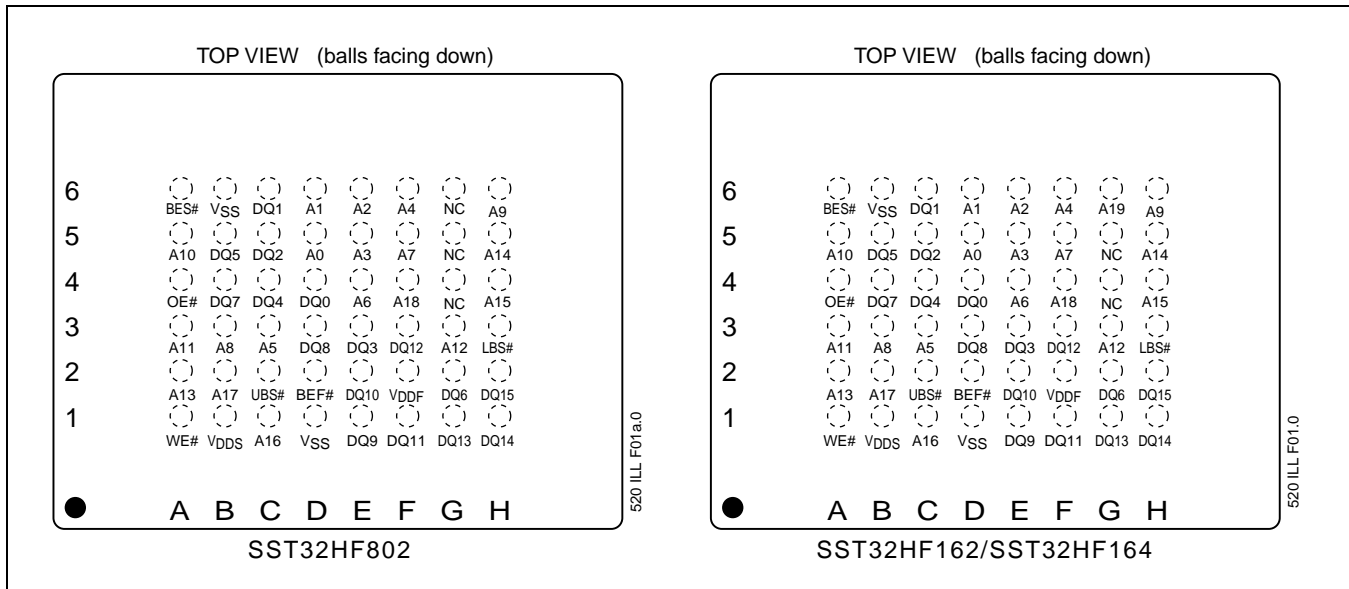 TOP VIEW (balls facing down)
6
BES# VSS DQ1 A1 A2 A4 NC A9
5
A10 DQ5 DQ2 A0 A3 A7 NC A14
4
OE# DQ7 DQ4 DQ0 A6 A18 NC A15
3
A11 A8 A5 DQ8 DQ3 DQ12 A12 LBS#
2
A13 A17 UBS# BEF# DQ10 VDDF DQ6 DQ15
1
WE# VDDS A16 VSS DQ9 DQ11 DQ13 DQ14
A B C D E F G H
520 ILL F01a.0
SST32HF802
TOP VIEW (balls facing down)
6
BES# VSS DQ1 A1 A2 A4 A19 A9
5
A10 DQ5 DQ2 A0 A3 A7 NC A14
4
OE# DQ7 DQ4 DQ0 A6 A18 NC A15
3
A11 A8 A5 DQ8 DQ3 DQ12 A12 LBS#
2
A13 A17 UBS# BEF# DQ10 VDDF DQ6 DQ15
1
WE# VDDS A16 VSS DQ9 DQ11 DQ13 DQ14
A B C D E F G H
520 ILL F01.0
SST32HF162/SST32HF164